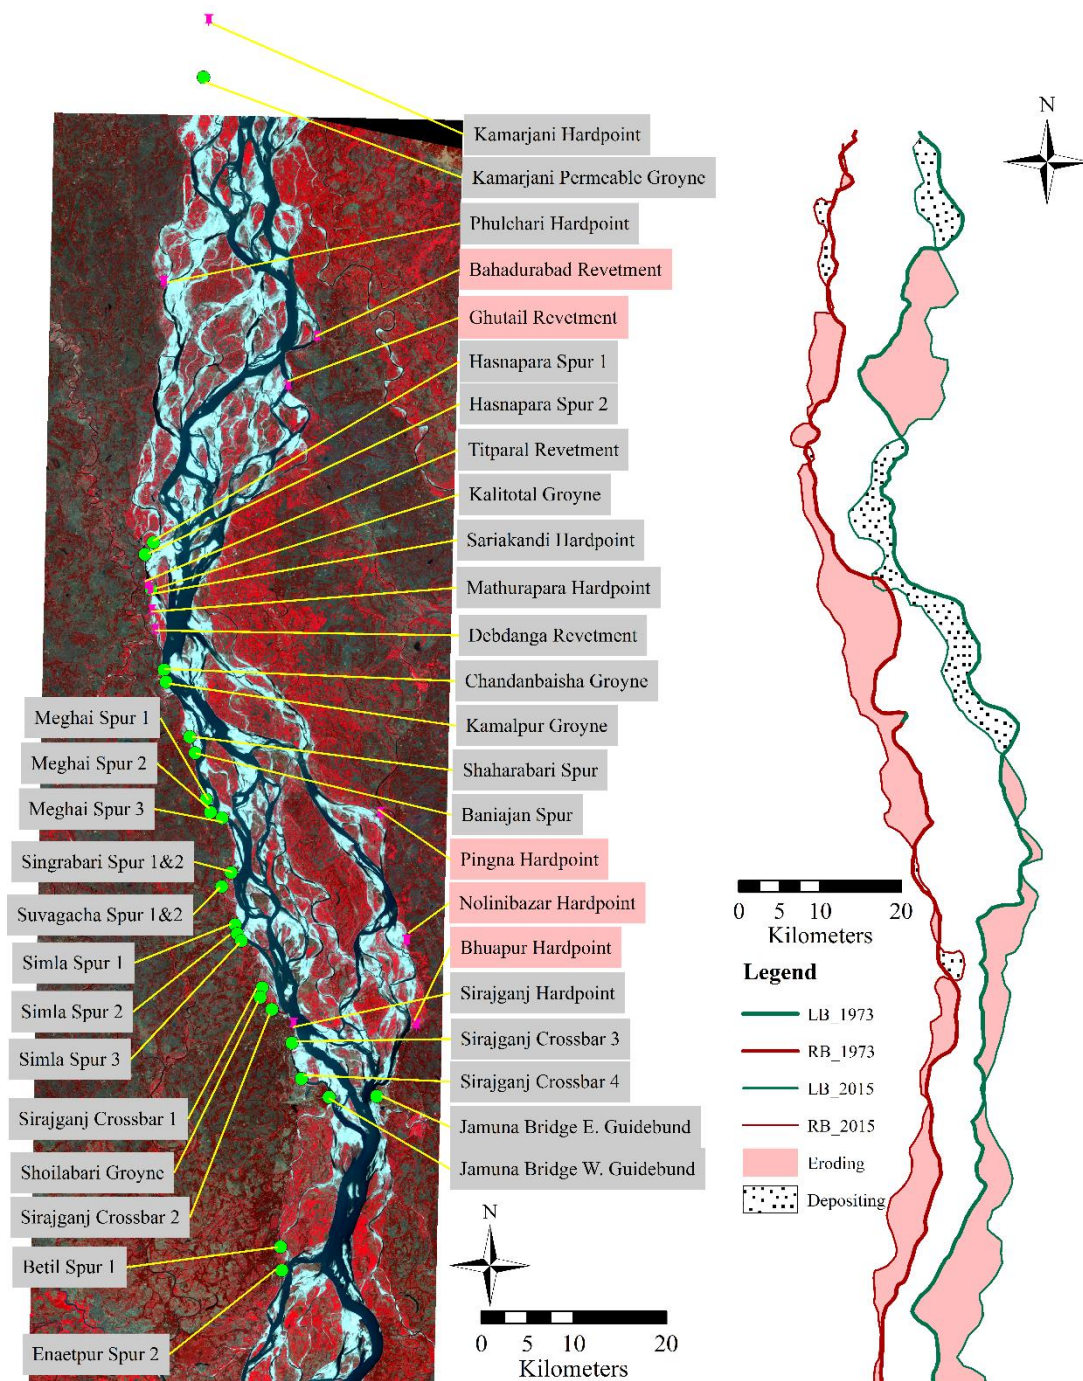 Kamarjani Hardpoint
Kamarjani Permeable Groyne
Phulchari Hardpoint
Bahadurabad Revetment
Ghutail Revetment
Hasnapara Spur 1
Hasnapara Spur 2
Titparal Revetment
Kalitotal Groyne
Sariakandi Hardpoint
Mathurapara Hardpoint
Debdanga Revetment
Chandanbaisha Groyne
Kamalpur Groyne
Shaharabari Spur
Baniajan Spur
Pingna Hardpoint
Nolinibazar Hardpoint
Bhuapur Hardpoint
Sirajganj Hardpoint
Sirajganj Crossbar 3
Sirajganj Crossbar 4
Jamuna Bridge E. Guidebund
Jamuna Bridge W. Guidebund
Meghai Spur 1
Meghai Spur 2
Meghai Spur 3
Singrabari Spur 1&2
Suvagacha Spur 1&2
Simla Spur 1
Simla Spur 2
Simla Spur 3
Sirajganj Crossbar 1
Shoilabari Groyne
Sirajganj Crossbar 2
Betil Spur 1
Enaetpur Spur 2
N
0 5 10 20
Kilometers
N
0 5 10 20
Kilometers
Legend
LB_1973
RB_1973
LB_2015
RB_2015
Eroding
Depositing